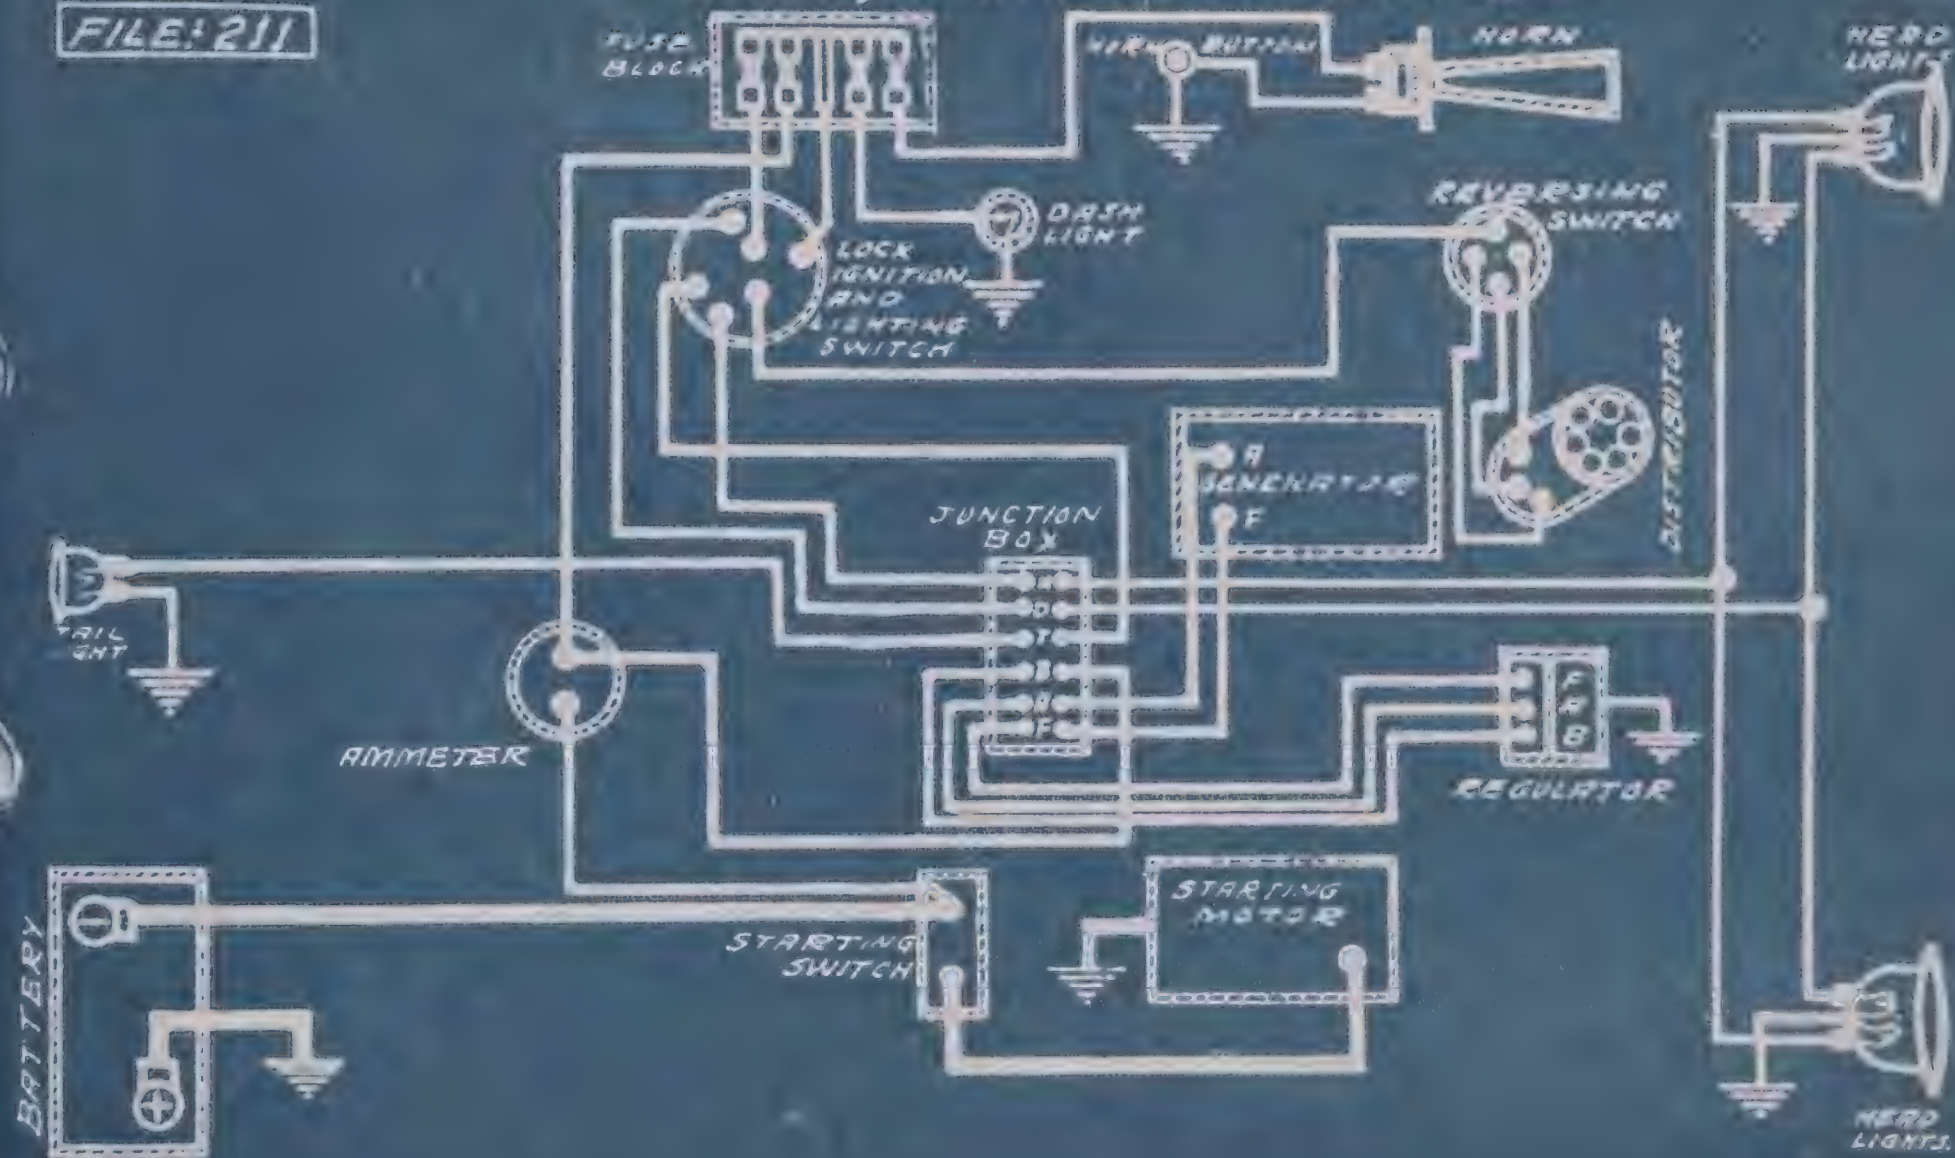 FILE: 211
FUSE
BLOCK
HORN BUTTON
HORN
HEAD
LIGHTS
REVERSING
SWITCH
DASH
LIGHT
LOCK
IGNITION
AND
LIGHTING
SWITCH
DISTRIBUTOR
A
GENERATOR
F
JUNCTION
BOX
H
D
T
F
TAIL
AMMETER
F
A
B
REGULATOR
BATTERY
STARTING
SWITCH
STARTING
MOTOR
HEAD
LIGHTS.